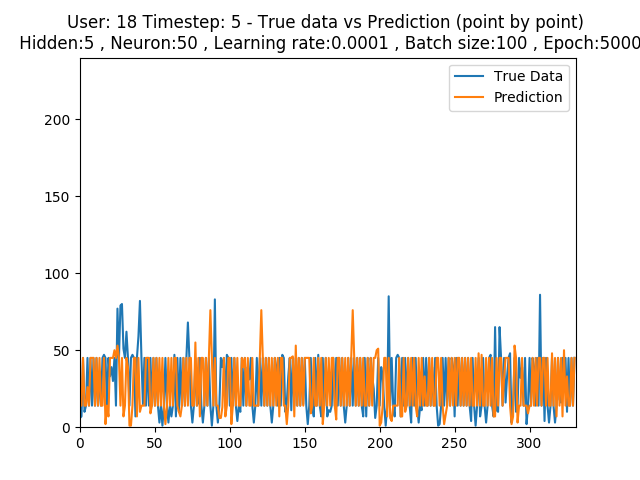 User: 18 Timestep: 5 - True data vs Prediction (point by point)
Hidden:5 , Neuron:50 , Learning rate:0.0001 , Batch size:100 , Epoch:5000
True Data
Prediction
200
150
100
50
0
0 50 100 150 200 250 300